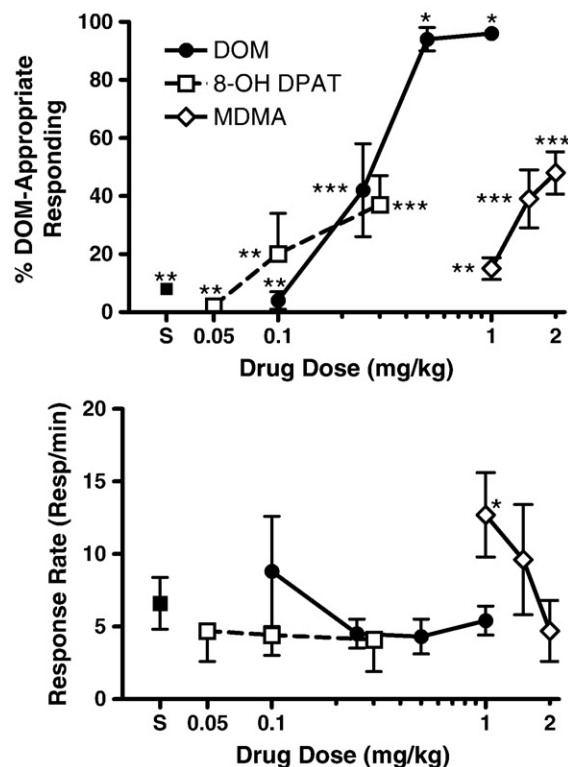 % DOM-Appropriate
Responding
100
80
60
40
20
0
DOM
8-OH DPAT
MDMA
* *
***
***
***
***
**
**
** ** **
S 0.05 0.1 1 2
Drug Dose (mg/kg)
Response Rate (Resp/min)
20
15
10
5
0
*
S 0.05 0.1 1 2
Drug Dose (mg/kg)